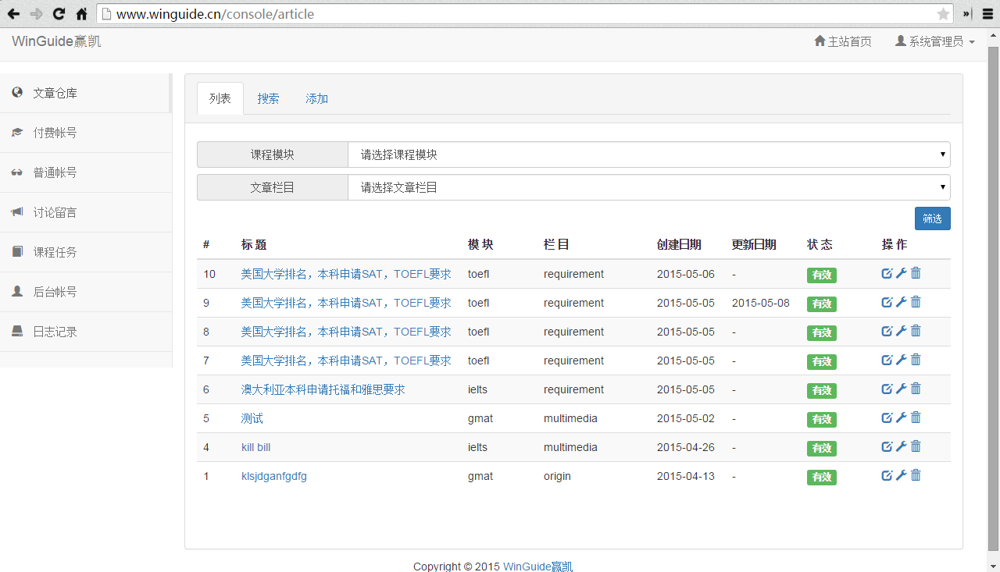 www.winguide.cn/console/article
WinGuide赢凯 主站首页 系统管理员
文章仓库
付费帐号
普通帐号
讨论留言
课程任务
后台帐号
日志记录
列表 搜索 添加
课程模块 请选择课程模块
文章栏目 请选择文章栏目
筛选
# 标 题 模 块 栏 目 创建日期 更新日期 状 态 操 作
10 美国大学排名，本科申请SAT，TOEFL要求 toefl requirement 2015-05-06 - 有效
9 美国大学排名，本科申请SAT，TOEFL要求 toefl requirement 2015-05-05 2015-05-08 有效
8 美国大学排名，本科申请SAT，TOEFL要求 toefl requirement 2015-05-05 - 有效
7 美国大学排名，本科申请SAT，TOEFL要求 toefl requirement 2015-05-05 - 有效
6 澳大利亚本科申请托福和雅思要求 ielts requirement 2015-05-05 - 有效
5 测试 gmat multimedia 2015-05-02 - 有效
4 kill bill ielts multimedia 2015-04-26 - 有效
1 klsjdganfgdfg gmat origin 2015-04-13 - 有效
Copyright © 2015 WinGuide赢凯